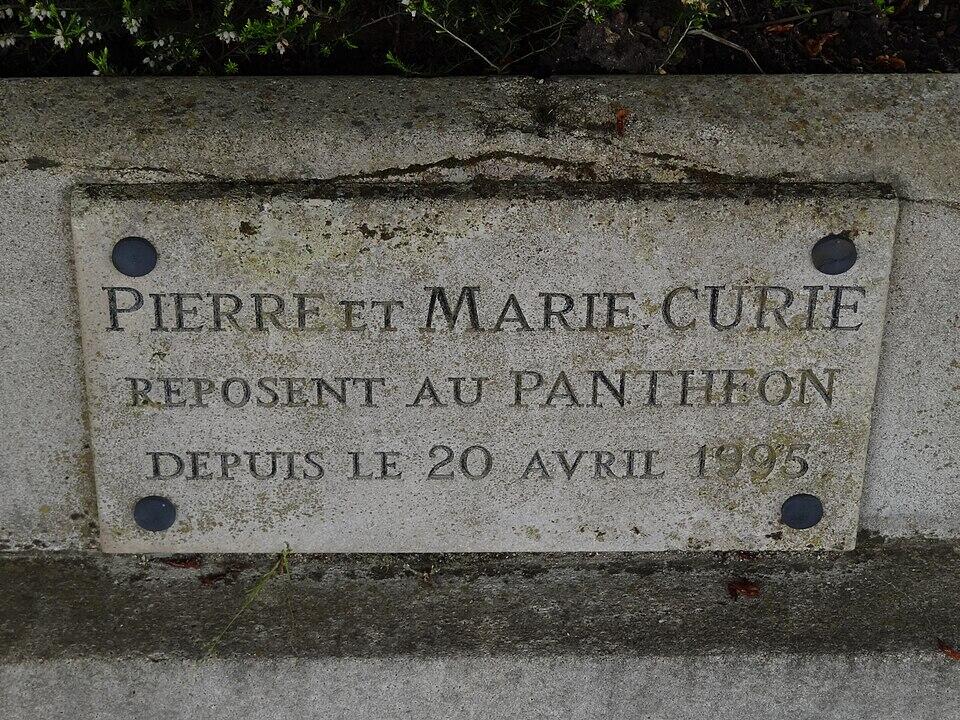 PIERRE ET MARIE CURIE
REPOSENT AU PANTHEON
DEPUIS LE 20 AVRIL 1995